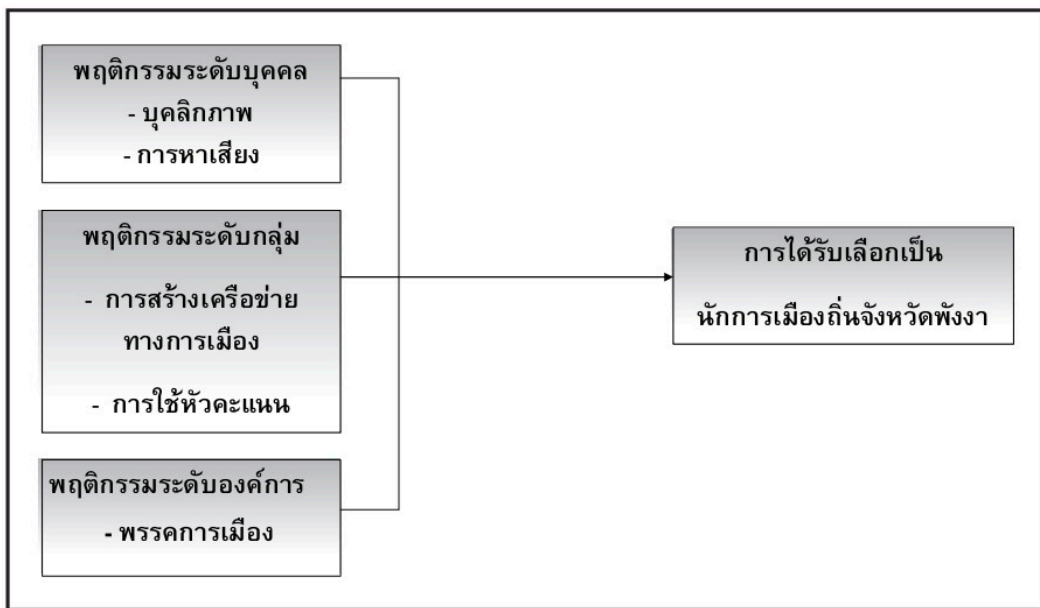 พฤติกรรมระดับบุคคล
- บุคลิกภาพ
- การหาเสียง
พฤติกรรมระดับกลุ่ม
- การสร้างเครือข่าย
ทางการเมือง
- การใช้หัวคะแนน
พฤติกรรมระดับองค์การ
- พรรคการเมือง
การได้รับเลือกเป็น
นักการเมืองถิ่นจังหวัดพังงา